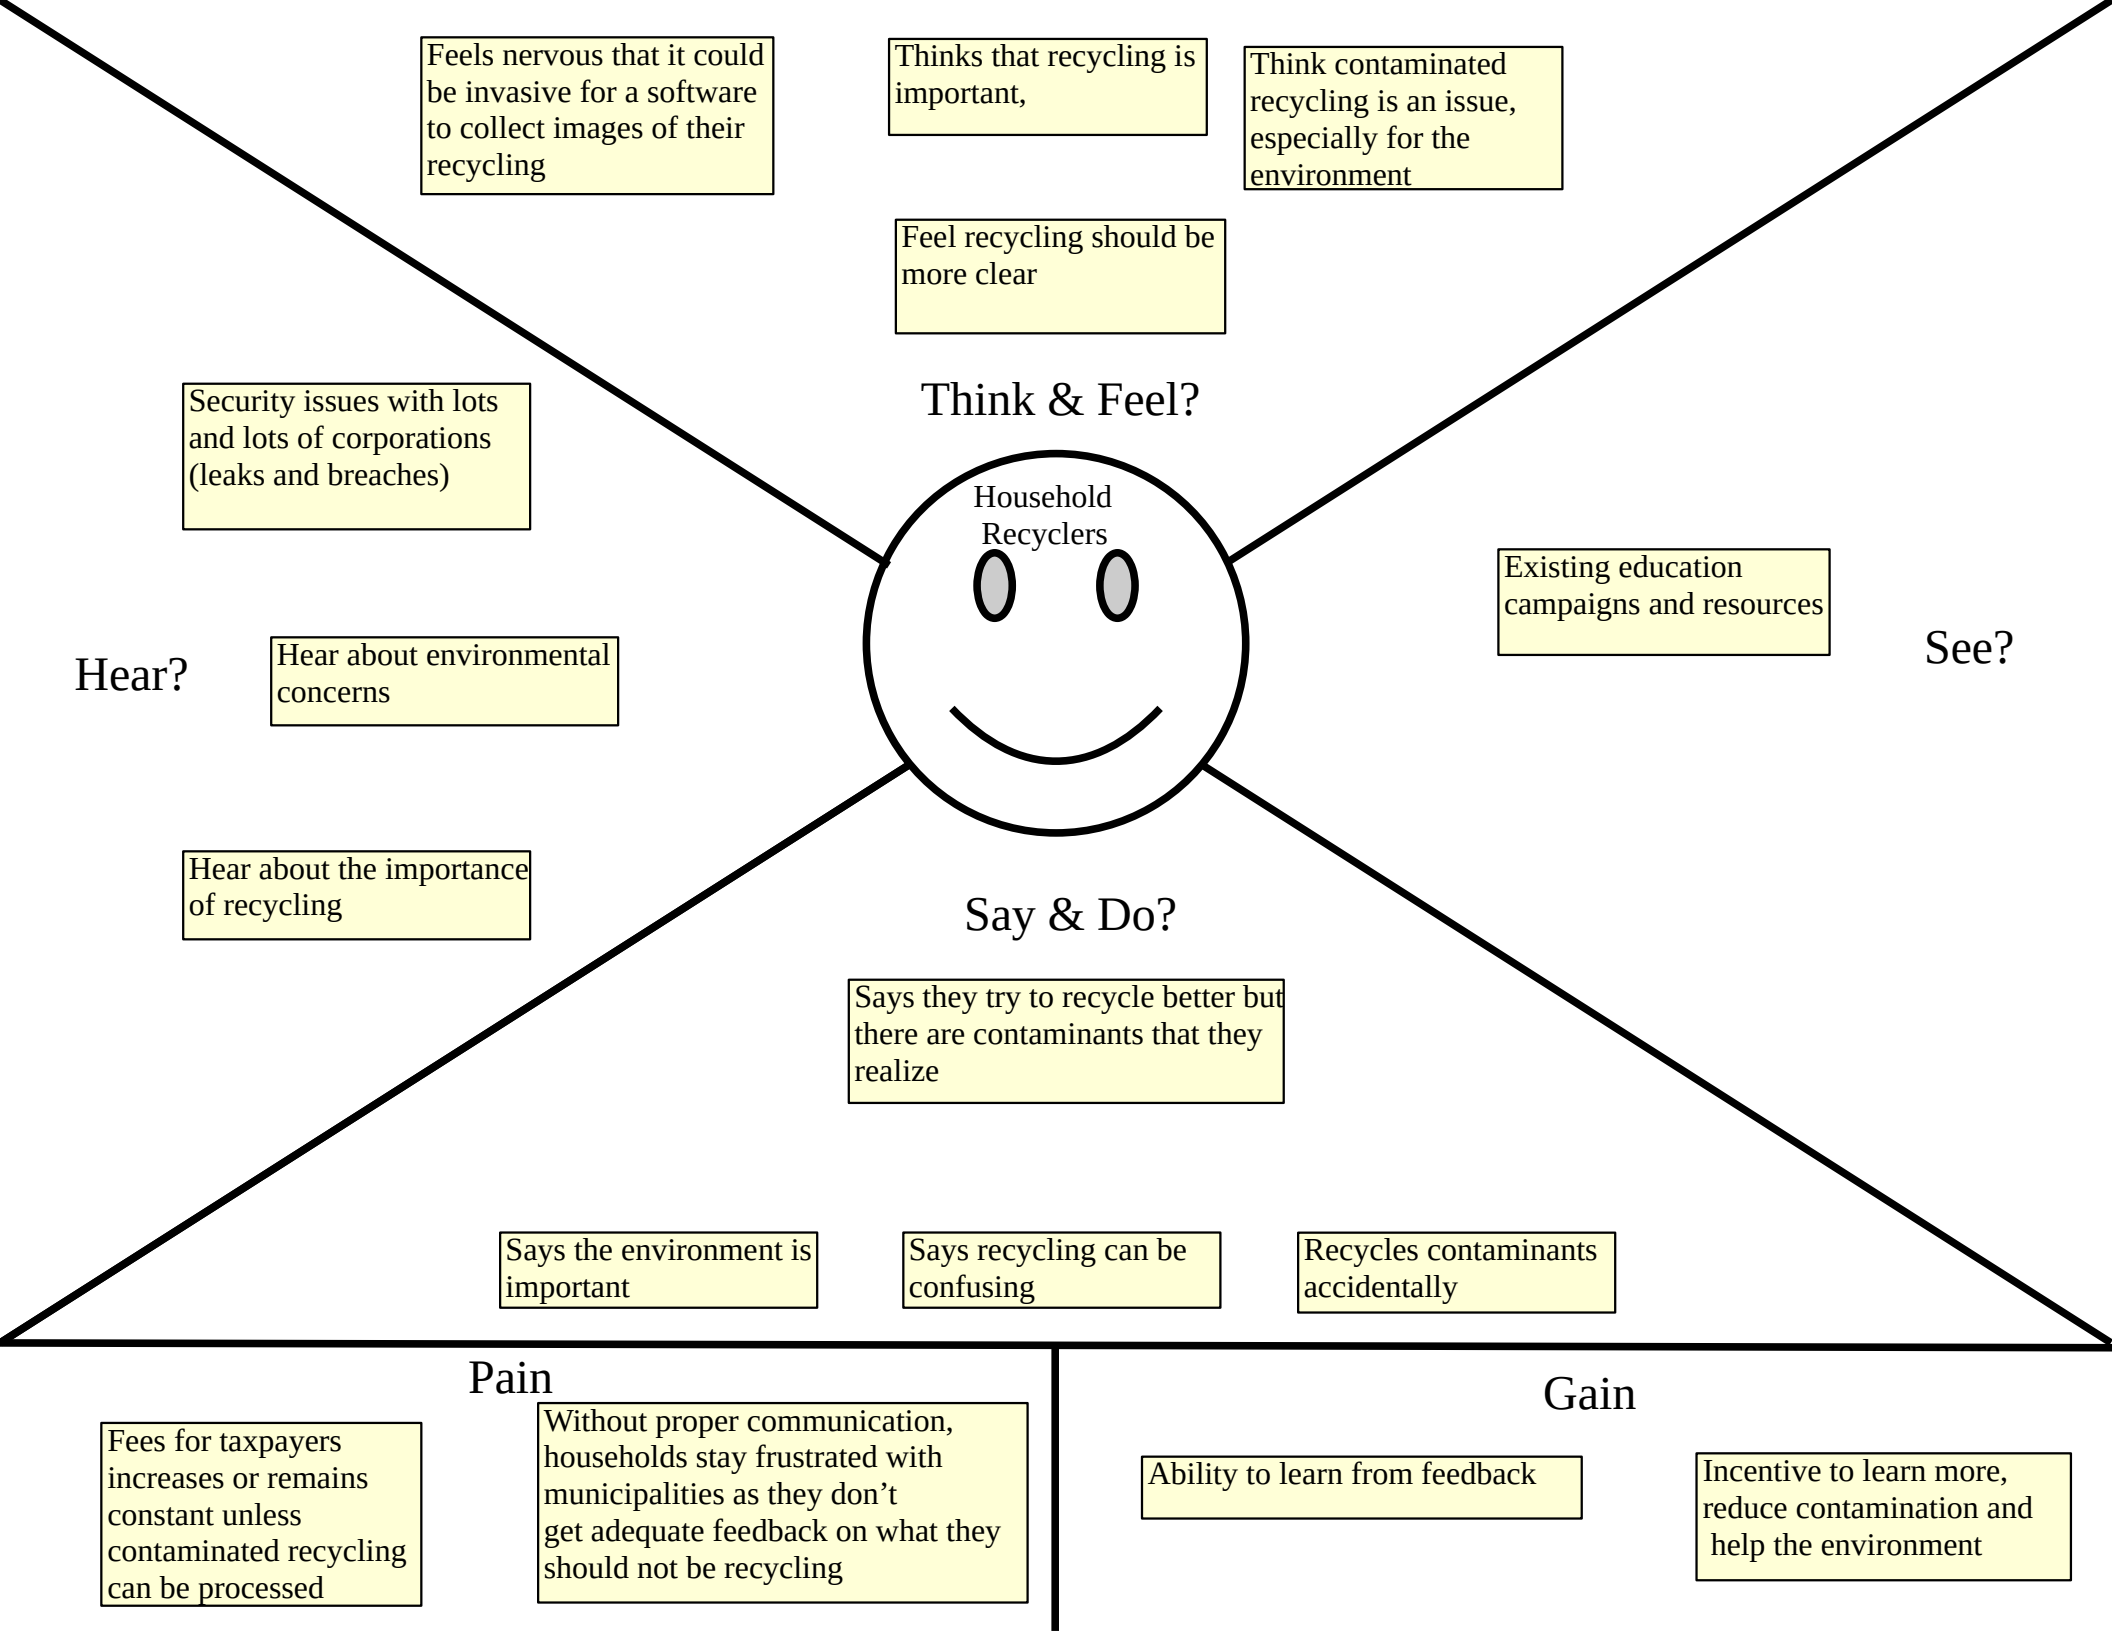 Feels nervous that it could
be invasive for a software
to collect images of their
recycling
Thinks that recycling is
important,
Think contaminated
recycling is an issue,
especially for the
environment
Feel recycling should be
more clear
Think & Feel?
Security issues with lots
and lots of corporations
(leaks and breaches)
Household
Recyclers
Existing education
campaigns and resources
See?
Hear?
Hear about environmental
concerns
Hear about the importance
of recycling
Say & Do?
Says they try to recycle better but
there are contaminants that they
realize
Says the environment is
important
Says recycling can be
confusing
Recycles contaminants
accidentally
Pain
Fees for taxpayers
increases or remains
constant unless
contaminated recycling
can be processed
Without proper communication,
households stay frustrated with
municipalities as they don’t
get adequate feedback on what they
should not be recycling
Gain
Ability to learn from feedback
Incentive to learn more,
reduce contamination and
help the environment